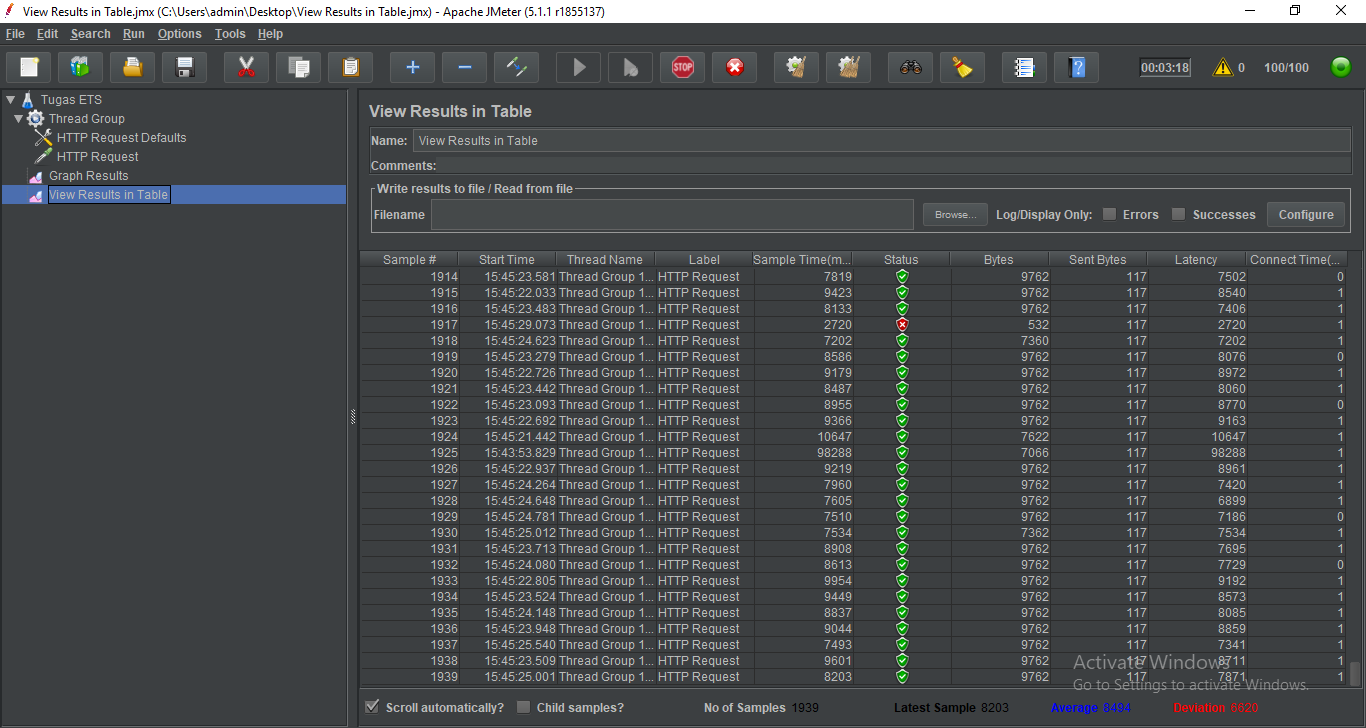 View Results in Table.jmx (C:\Users\admin\Desktop\View Results in Table.jmx) - Apache JMeter (5.1.1 r1855137)
File Edit Search Run Options Tools Help
STOP 00:03:18 0 100/100
Tugas ETS
Thread Group
HTTP Request Defaults
HTTP Request
Graph Results
View Results in Table
View Results in Table
Name: View Results in Table
Comments:
Write results to file / Read from file
Filename Browse... Log/Display Only: Errors Successes Configure
Sample # Start Time Thread Name Label Sample Time(m... Status Bytes Sent Bytes Latency Connect Time(...
1914 15:45:23.581 Thread Group 1... HTTP Request 7819 9762 117 7502 0
1915 15:45:22.033 Thread Group 1... HTTP Request 9423 9762 117 8540 1
1916 15:45:23.483 Thread Group 1... HTTP Request 8133 9762 117 7406 1
1917 15:45:29.073 Thread Group 1... HTTP Request 2720 532 117 2720 1
1918 15:45:24.623 Thread Group 1... HTTP Request 7202 7360 117 7202 1
1919 15:45:23.279 Thread Group 1... HTTP Request 8586 9762 117 8076 0
1920 15:45:22.726 Thread Group 1... HTTP Request 9179 9762 117 8972 1
1921 15:45:23.442 Thread Group 1... HTTP Request 8487 9762 117 8060 1
1922 15:45:23.093 Thread Group 1... HTTP Request 8955 9762 117 8770 0
1923 15:45:22.692 Thread Group 1... HTTP Request 9366 9762 117 9163 1
1924 15:45:21.442 Thread Group 1... HTTP Request 10647 7622 117 10647 1
1925 15:43:53.829 Thread Group 1... HTTP Request 98288 7066 117 98288 1
1926 15:45:22.937 Thread Group 1... HTTP Request 9219 9762 117 8961 1
1927 15:45:24.264 Thread Group 1... HTTP Request 7960 9762 117 7420 1
1928 15:45:24.648 Thread Group 1... HTTP Request 7605 9762 117 6899 1
1929 15:45:24.781 Thread Group 1... HTTP Request 7510 9762 117 7186 0
1930 15:45:25.012 Thread Group 1... HTTP Request 7534 7362 117 7534 1
1931 15:45:23.713 Thread Group 1... HTTP Request 8908 9762 117 7695 1
1932 15:45:24.080 Thread Group 1... HTTP Request 8613 9762 117 7729 0
1933 15:45:22.805 Thread Group 1... HTTP Request 9954 9762 117 9192 1
1934 15:45:23.524 Thread Group 1... HTTP Request 9449 9762 117 8573 1
1935 15:45:24.148 Thread Group 1... HTTP Request 8837 9762 117 8085 1
1936 15:45:23.948 Thread Group 1... HTTP Request 9044 9762 117 8859 1
1937 15:45:25.540 Thread Group 1... HTTP Request 7493 9762 117 7341 1
1938 15:45:23.509 Thread Group 1... HTTP Request 9601 9762 117 8711 1
1939 15:45:25.001 Thread Group 1... HTTP Request 8203 9762 117 7871 1
Activate Windows
Go to Settings to activate Windows.
Scroll automatically? Child samples? No of Samples 1939 Latest Sample 8203 Average 8494 Deviation 6620